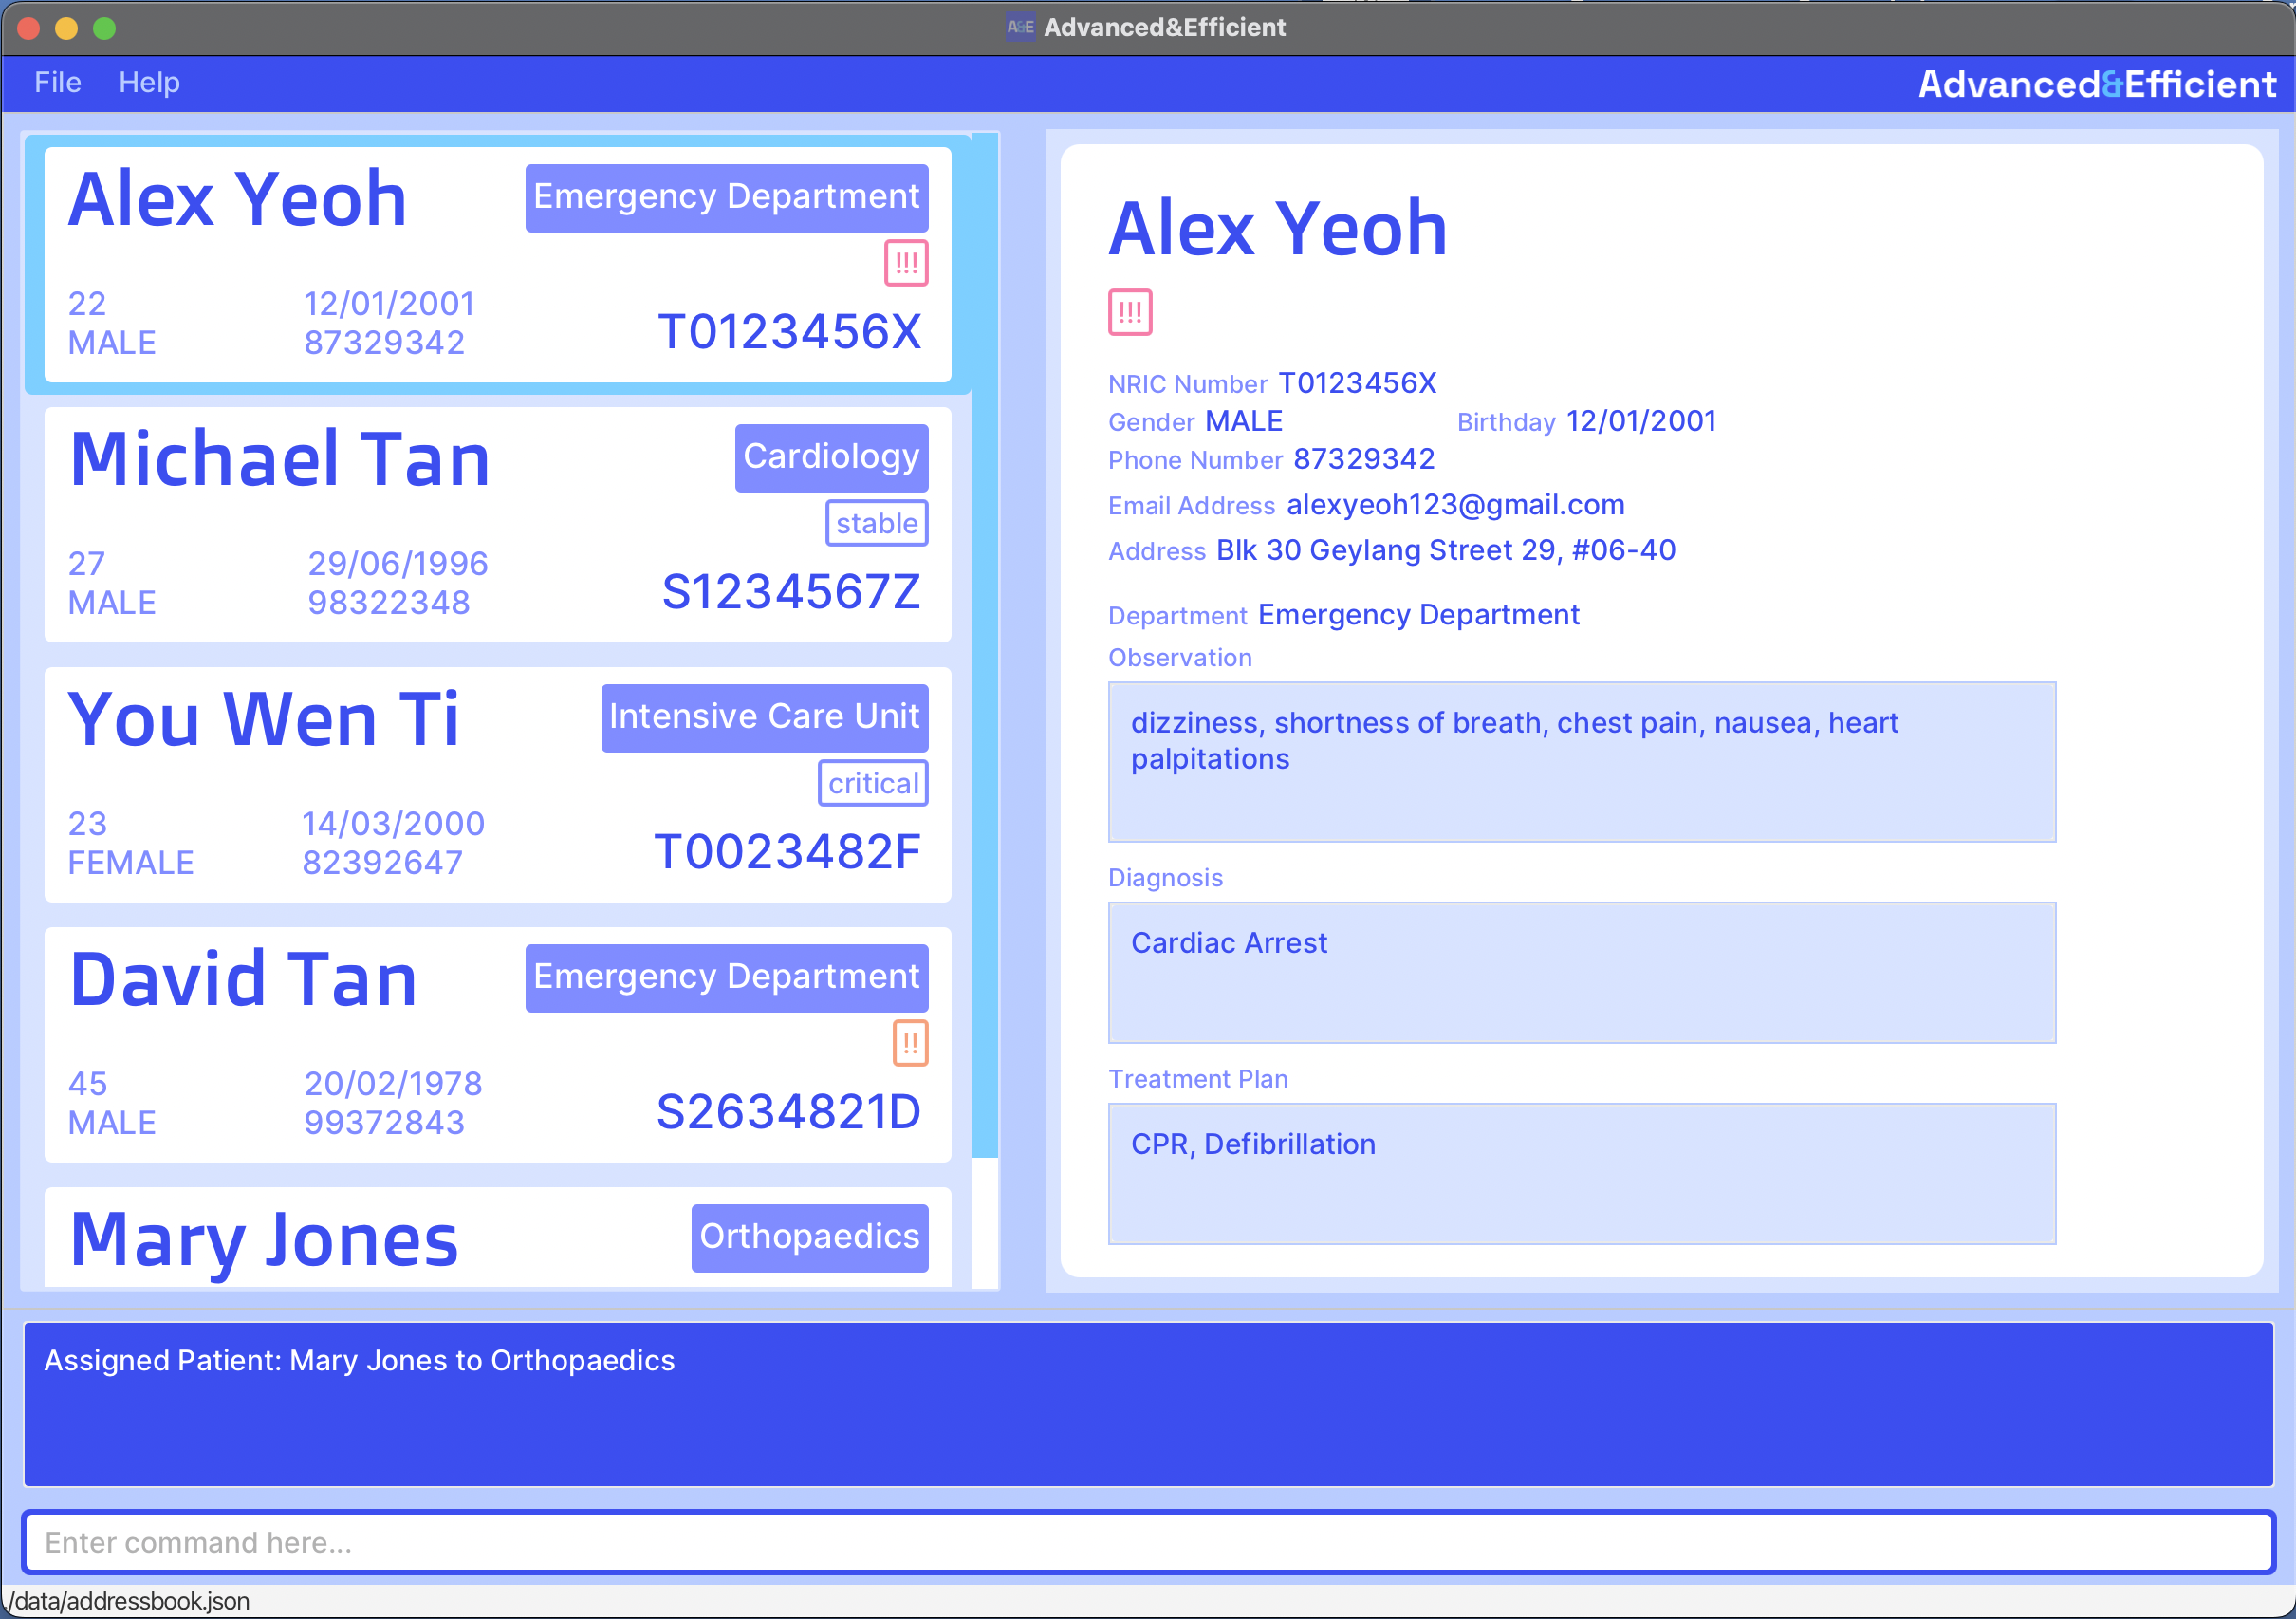 A&E Advanced&Efficient
File Help
Advanced&Efficient
Alex Yeoh
Emergency Department
!!!
22 12/01/2001
MALE 87329342
T0123456X
Michael Tan
Cardiology
stable
27 29/06/1996
MALE 98322348
S1234567Z
You Wen Ti
Intensive Care Unit
critical
23 14/03/2000
FEMALE 82392647
T0023482F
David Tan
Emergency Department
!!
45 20/02/1978
MALE 99372843
S2634821D
Mary Jones
Orthopaedics
Alex Yeoh
!!!
NRIC Number T0123456X
Gender MALE Birthday 12/01/2001
Phone Number 87329342
Email Address alexyeoh123@gmail.com
Address Blk 30 Geylang Street 29, #06-40
Department Emergency Department
Observation
dizziness, shortness of breath, chest pain, nausea, heart
palpitations
Diagnosis
Cardiac Arrest
Treatment Plan
CPR, Defibrillation
Assigned Patient: Mary Jones to Orthopaedics
Enter command here...
./data/addressbook.json